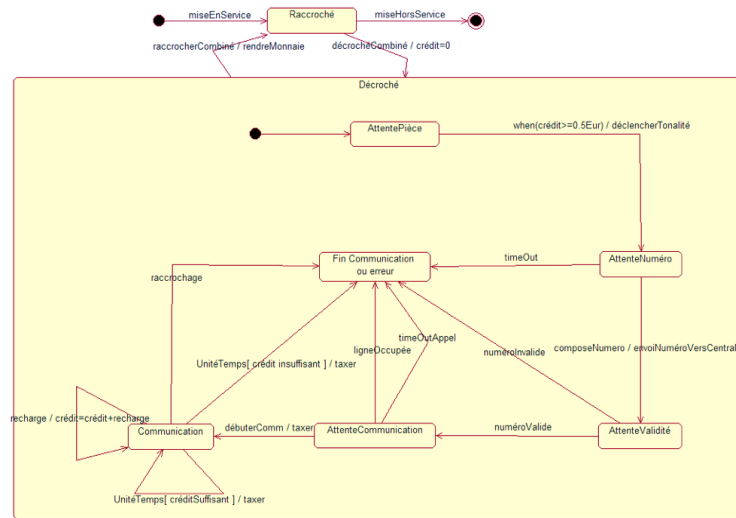 miseEnService
Raccroché
miseHorsService
raccrocherCombiné / rendreMonnaie
décrochéCombiné / crédit=0
Décroché
AttentePièce
when(crédit>=0.5Eur) / déclencherTonalité
Fin Communication
ou erreur
timeOut
AttenteNuméro
raccrochage
timeOutAppel
ligneOccupée
numéroInvalide
composeNumero / envoiNuméroVersCentral
UnitéTemps[ crédit insuffisant ] / taxer
recharge / crédit=crédit+recharge
Communication
débuterComm / taxer
AttenteCommunication
numéroValide
AttenteValidité
UnitéTemps[ créditSuffisant ] / taxer